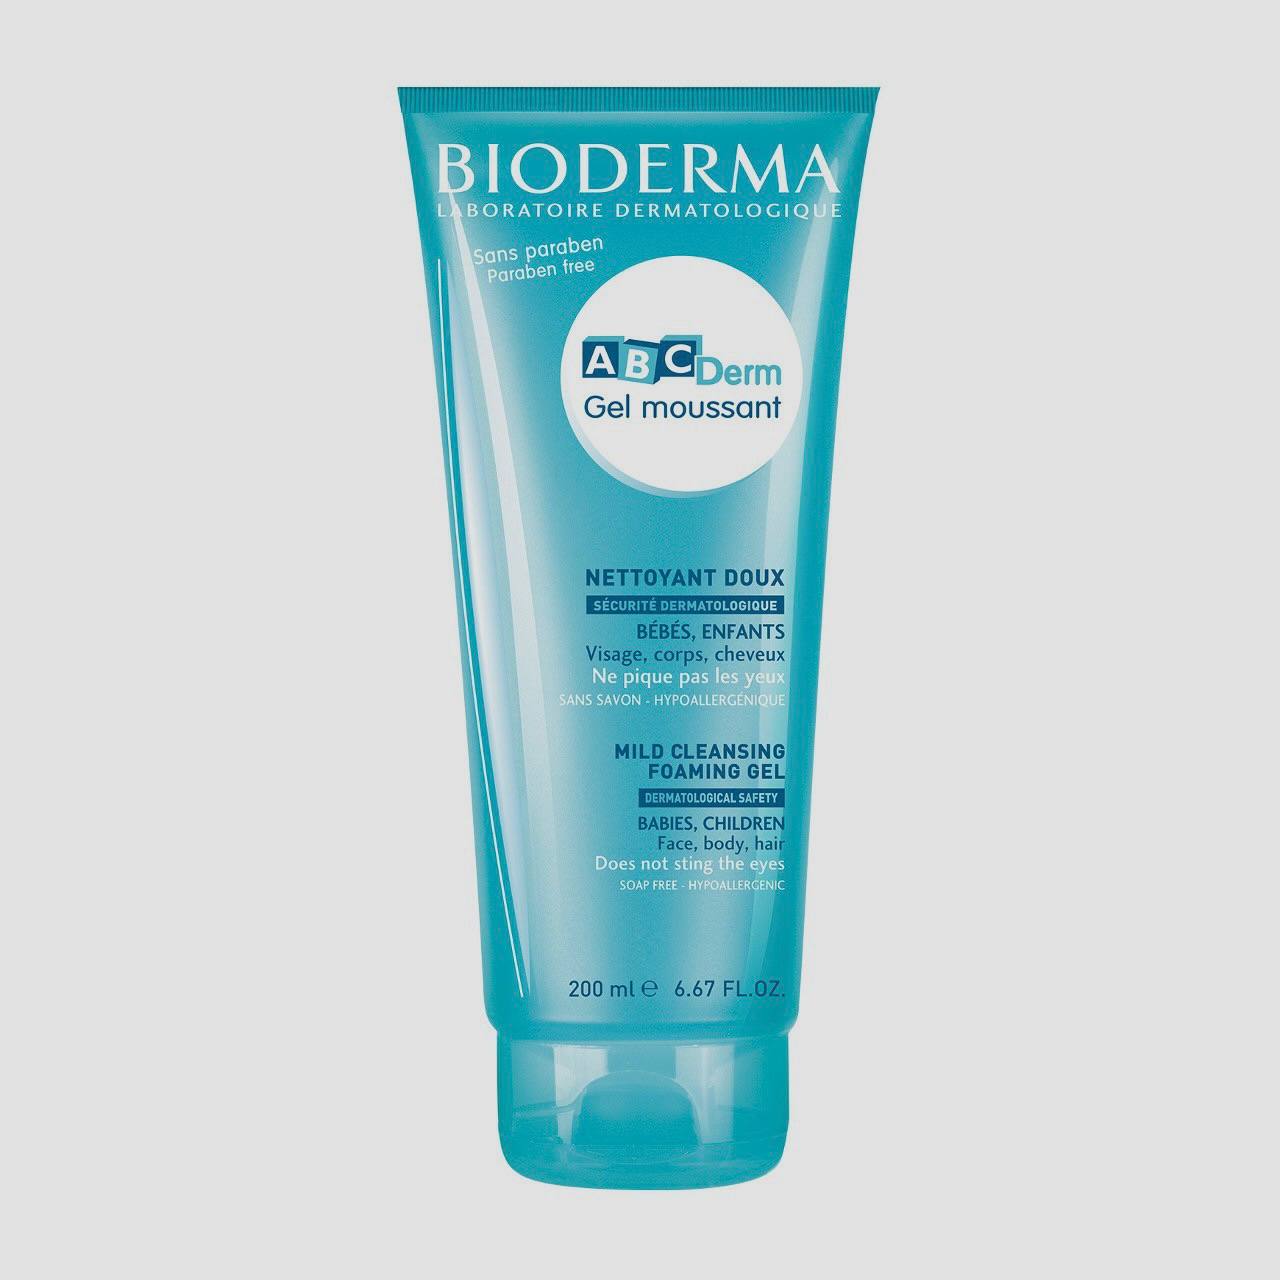 BIODERMA
LABORATOIRE DERMATOLOGIQUE
Sans paraben
Paraben free
ABCDerm
Gel moussant
NETTOYANT DOUX
SÉCURITÉ DERMATOLOGIQUE
BÉBÉS, ENFANTS
Visage, corps, cheveux
Ne pique pas les yeux
SANS SAVON - HYPOALLERGÉNIQUE
MILD CLEANSING
FOAMING GEL
DERMATOLOGICAL SAFETY
BABIES, CHILDREN
Face, body, hair
Does not sting the eyes
SOAP FREE - HYPOALLERGENIC
200 ml ℮ 6.67 FL.OZ.